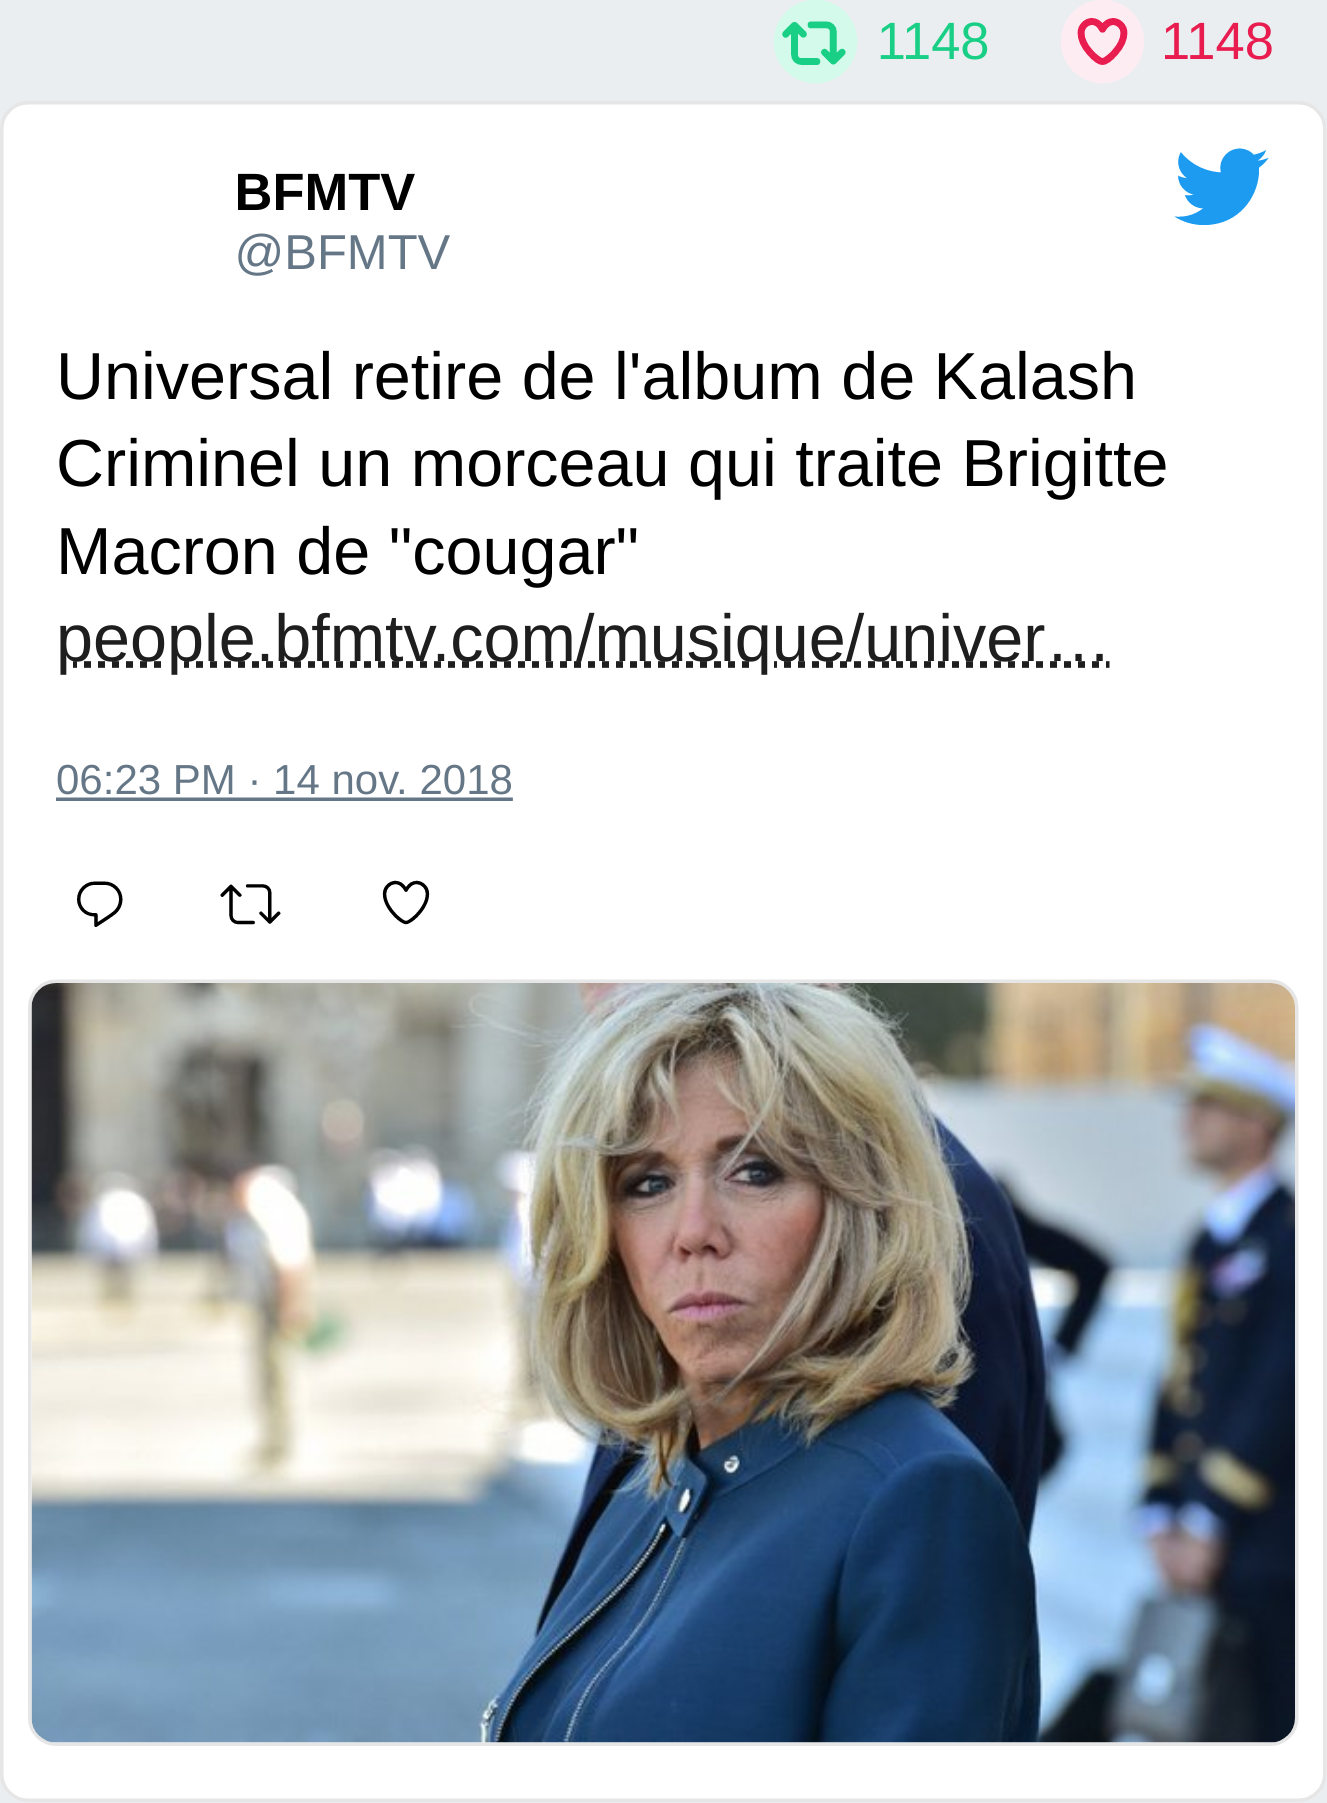 1148 1148
BFMTV
@BFMTV
Universal retire de l'album de Kalash
Criminel un morceau qui traite Brigitte
Macron de "cougar"
people.bfmtv.com/musique/univer…
06:23 PM · 14 nov. 2018